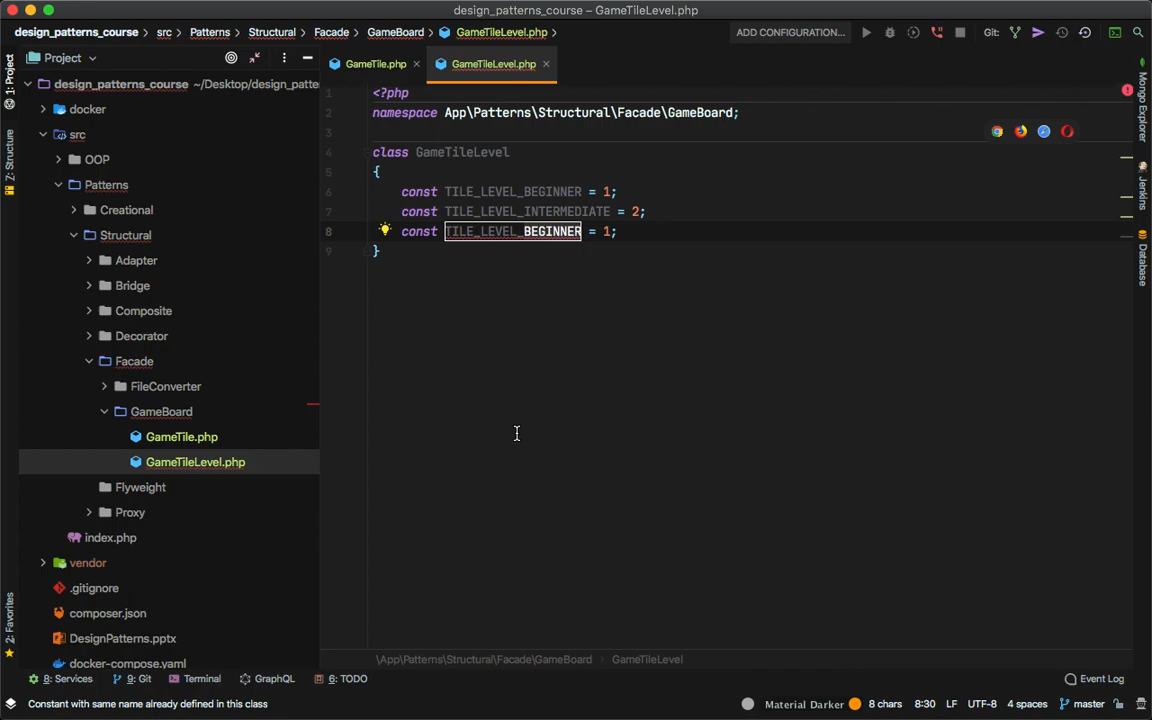 design_patterns_course – GameTileLevel.php
design_patterns_course src Patterns Structural Facade GameBoard GameTileLevel.php
ADD CONFIGURATION...
Git:
1: Project
Z: Structure
2: Favorites
Project
design_patterns_course ~/Desktop/design_patte
docker
src
OOP
Patterns
Creational
Structural
Adapter
Bridge
Composite
Decorator
Facade
FileConverter
GameBoard
GameTile.php
GameTileLevel.php
Flyweight
Proxy
index.php
vendor
.gitignore
composer.json
DesignPatterns.pptx
docker-compose.yaml
GameTile.php
GameTileLevel.php
1 <?php
2 namespace App\Patterns\Structural\Facade\GameBoard;
3
4 class GameTileLevel
5 {
6 const TILE_LEVEL_BEGINNER = 1;
7 const TILE_LEVEL_INTERMEDIATE = 2;
8 const TILE_LEVEL_BEGINNER = 1;
9 }
Mongo Explorer
Jenkins
Database
\App\Patterns\Structural\Facade\GameBoard GameTileLevel
8: Services 9: Git Terminal GraphQL 6: TODO Event Log
Constant with same name already defined in this class
Material Darker 8 chars 8:30 LF UTF-8 4 spaces master